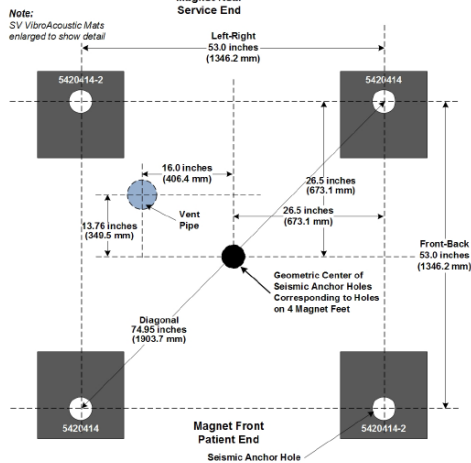 Service End
Note:
SV VibroAcoustic Mats
enlarged to show detail
Left-Right
53.0 inches
(1346.2 mm)
5420414-2
5420414
16.0 inches
(406.4 mm)
26.5 inches
(673.1 mm)
26.5 inches
(673.1 mm)
13.76 inches
(349.5 mm)
Vent
Pipe
Front-Back
53.0 inches
(1346.2 mm)
Geometric Center of
Seismic Anchor Holes
Corresponding to Holes
on 4 Magnet Feet
Diagonal
74.95 inches
(1903.7 mm)
5420414
Magnet Front
Patient End
5420414-2
Seismic Anchor Hole